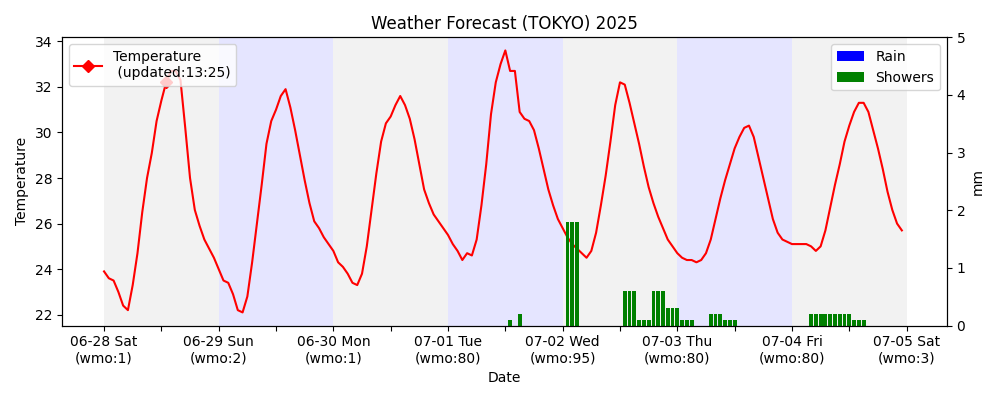 Weather Forecast (TOKYO) 2025
Temperature
(updated:13:25)
Rain
Showers
34
32
30
28
26
24
22
Temperature
5
4
3
2
1
0
mm
06-28 Sat 06-29 Sun 06-30 Mon 07-01 Tue 07-02 Wed 07-03 Thu 07-04 Fri 07-05 Sat
(wmo:1) (wmo:2) (wmo:1) (wmo:80) (wmo:95) (wmo:80) (wmo:80) (wmo:3)
Date